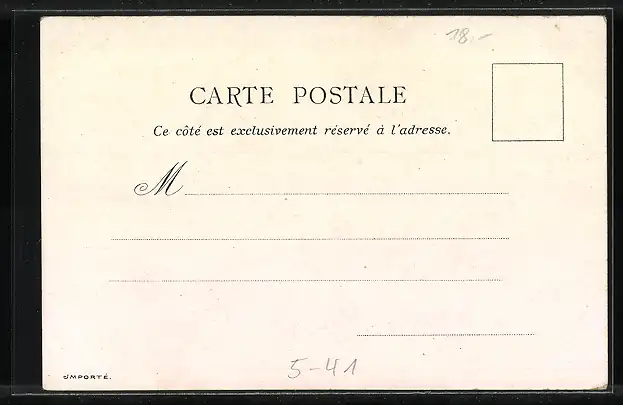 18.-
CARTE POSTALE
Ce côté est exclusivement réservé à l'adresse.
M
5-41
IMPORTÉ.